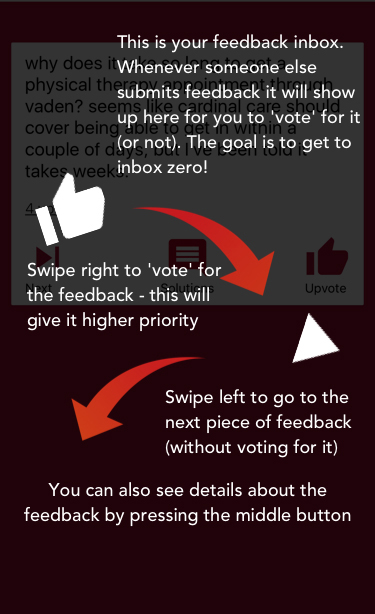 This is your feedback inbox.
Whenever someone else
submits feedback it will show
up here for you to 'vote' for it
(or not). The goal is to get to
inbox zero!
why does it take so long to get a
physical therapy appointment through
vaden? seems like cardinal care should
cover being able to get in within a
couple of days, but I've been told it
takes weeks.
Next
Solutions
Upvote
Swipe right to 'vote' for
the feedback - this will
give it higher priority
Swipe left to go to the
next piece of feedback
(without voting for it)
You can also see details about the
feedback by pressing the middle button